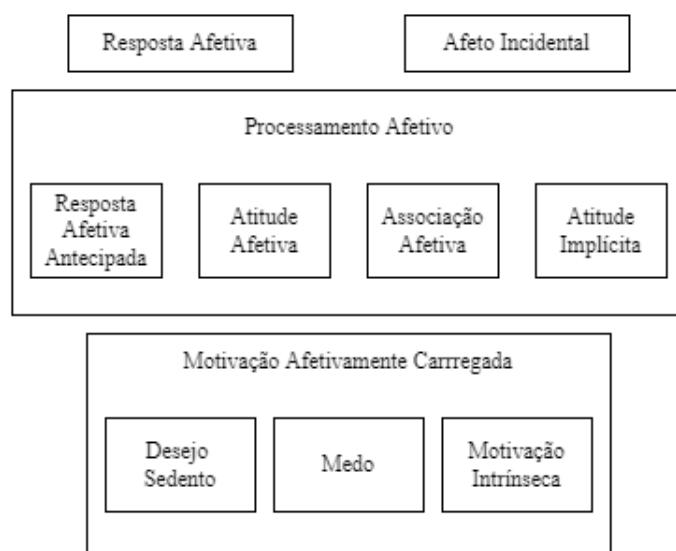 Resposta Afetiva
Afeto Incidental
Processamento Afetivo
Resposta
Afetiva
Antecipada
Atitude
Afetiva
Associação
Afetiva
Atitude
Implícita
Motivação Afetivamente Carrregada
Desejo
Sedento
Medo
Motivação
Intrínseca